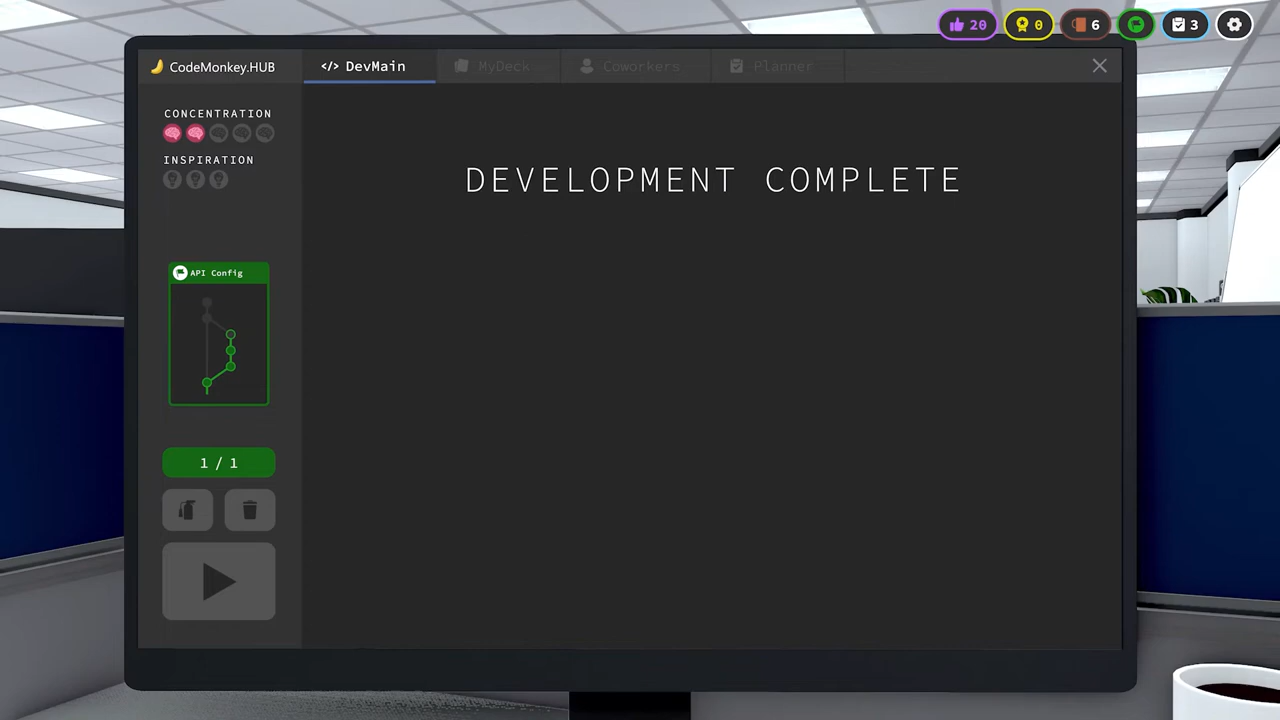 20
0
6
3
CodeMonkey.HUB
</> DevMain
MyDeck
Coworkers
Planner
CONCENTRATION
INSPIRATION
DEVELOPMENT COMPLETE
API Config
1 / 1